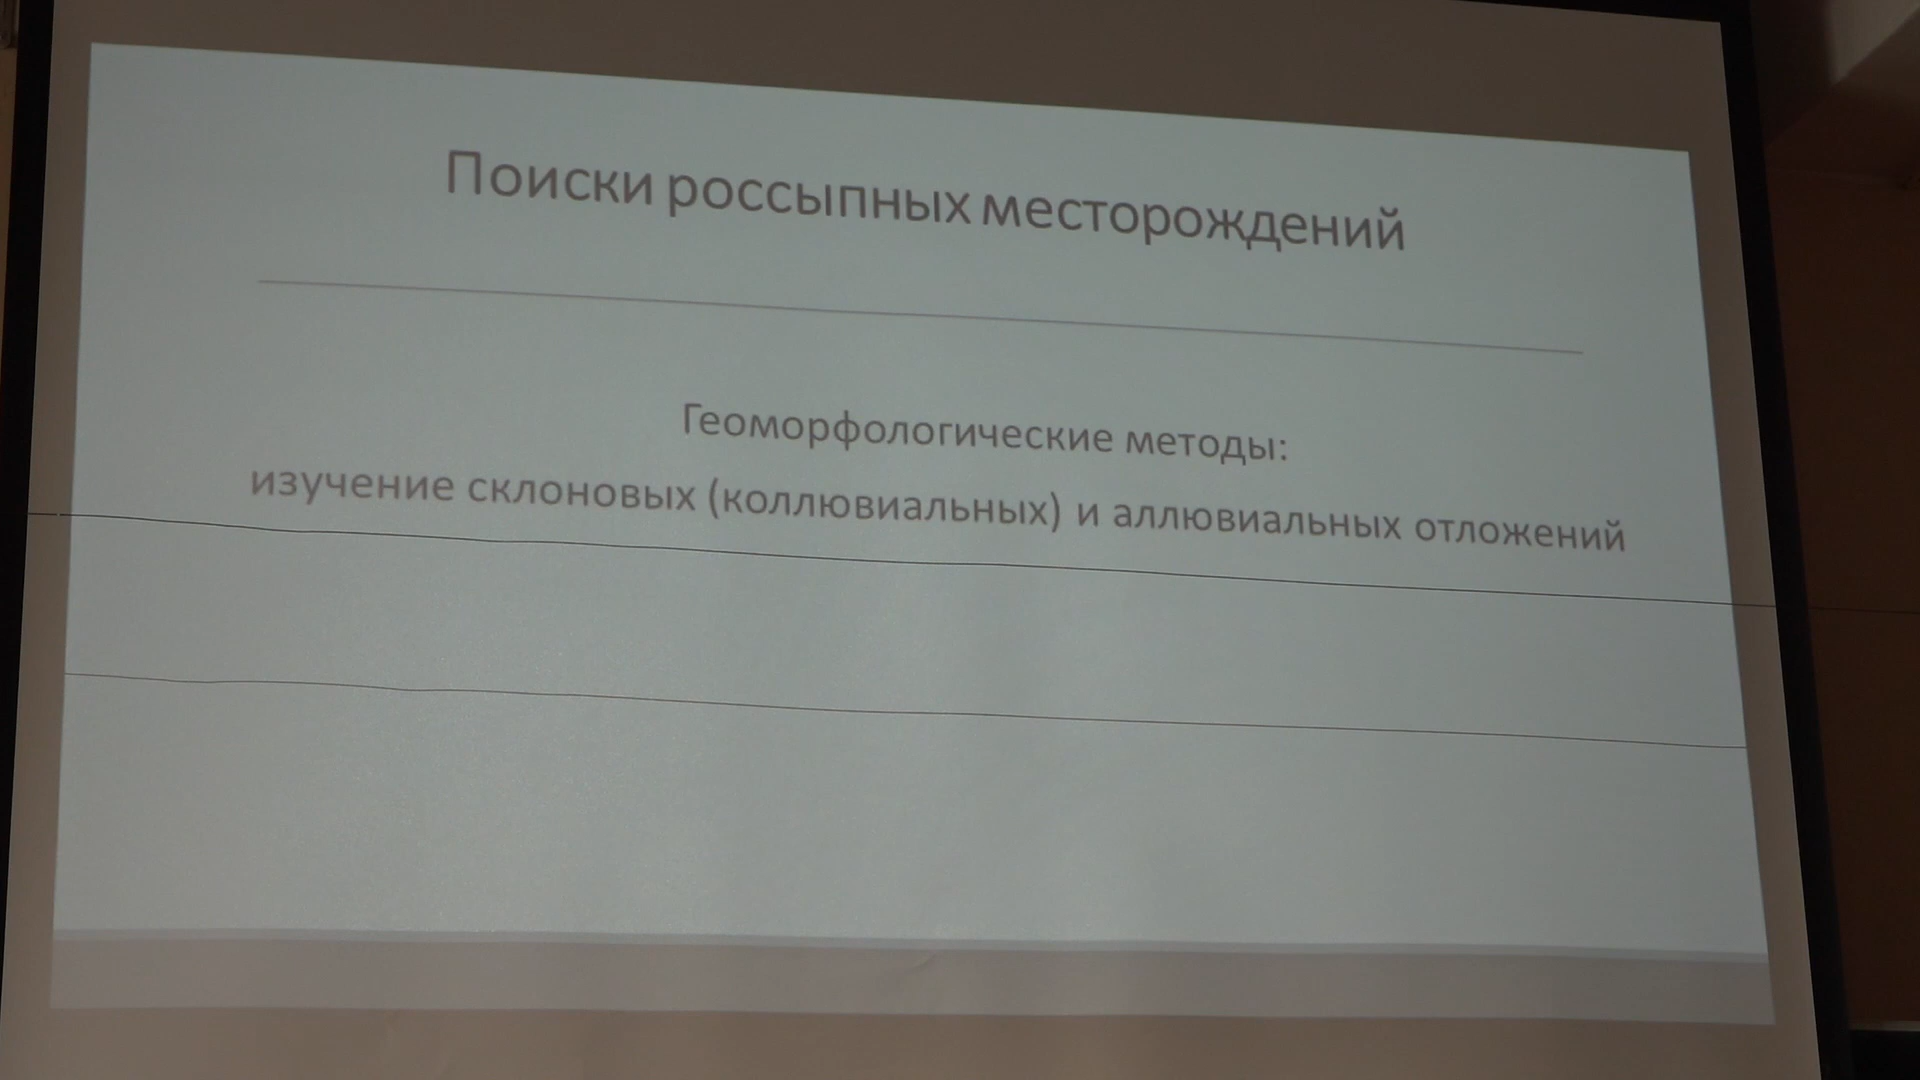 Поиски россыпных месторождений
Геоморфологические методы:
изучение склоновых (коллювиальных) и аллювиальных отложений